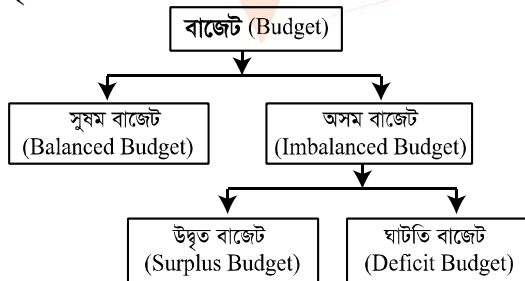 বাজেট (Budget)
সুষম বাজেট
(Balanced Budget)
অসম বাজেট
(Imbalanced Budget)
উদ্বৃত বাজেট
(Surplus Budget)
ঘাটতি বাজেট
(Deficit Budget)